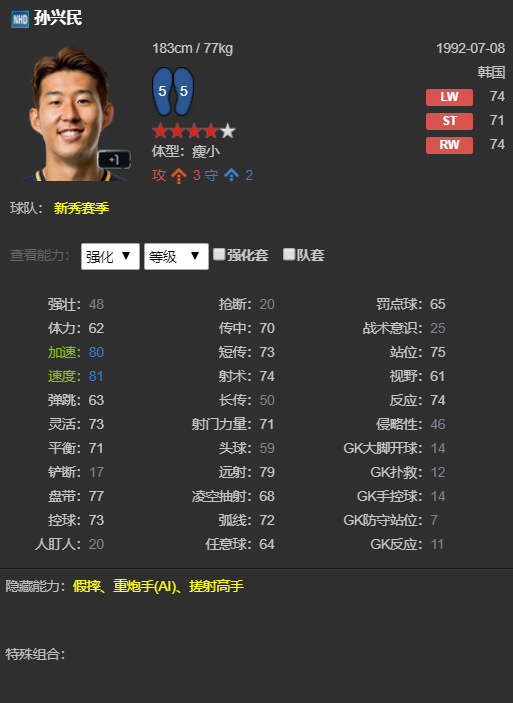 NHD 孙兴民
183cm / 77kg 1992-07-08
韩国
5 5
LW 74
ST 71
RW 74
+1
体型：瘦小
攻 3 守 2
球队： 新秀赛季
查看能力： 强化 ▼ 等级 ▼ 强化套 队套
强壮：48 抢断：20 罚点球：65
体力：62 传中：70 战术意识：25
加速：80 短传：73 站位：75
速度：81 射术：74 视野：61
弹跳：63 长传：50 反应：74
灵活：73 射门力量：71 侵略性：46
平衡：71 头球：59 GK大脚开球：14
铲断：17 远射：79 GK扑救：12
盘带：77 凌空抽射：68 GK手控球：14
控球：73 弧线：72 GK防守站位：7
人盯人：20 任意球：64 GK反应：11
隐藏能力：假摔、重炮手(AI)、搓射高手
特殊组合：